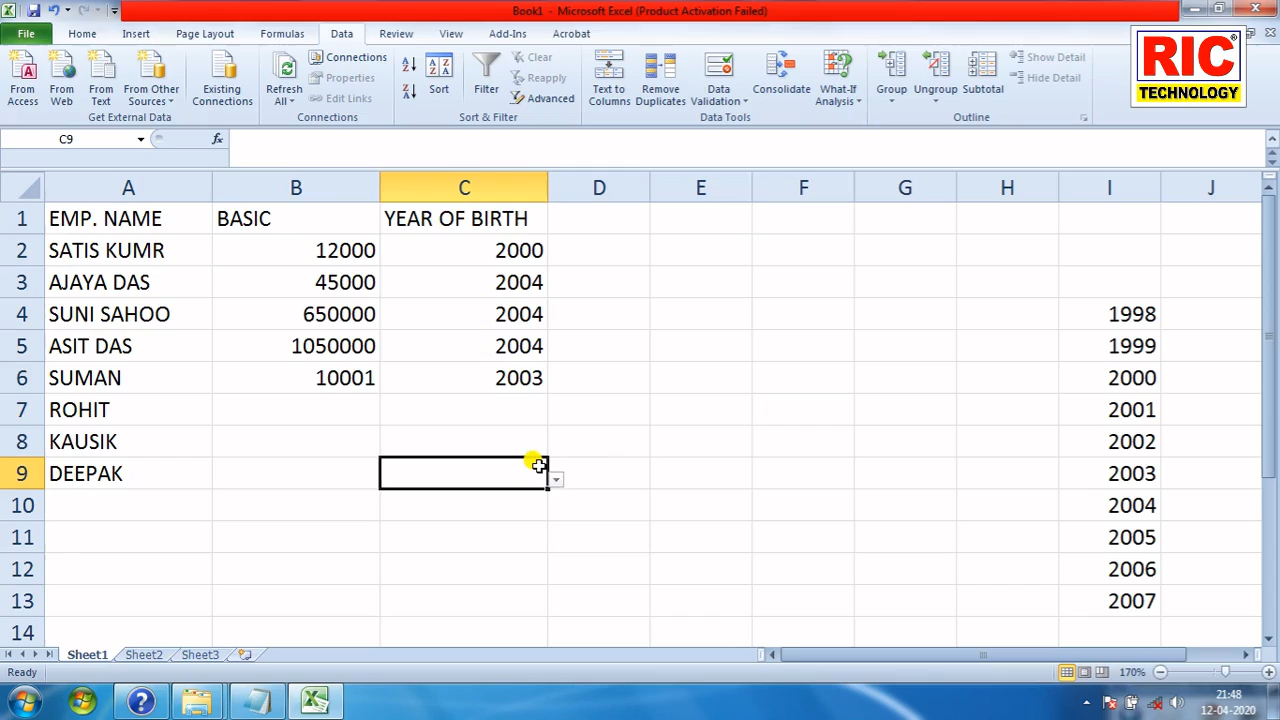 Book1 - Microsoft Excel (Product Activation Failed)
File Home Insert Page Layout Formulas Data Review View Add-Ins Acrobat
From Access
From Web
From Text
From Other Sources
Existing Connections
Get External Data
Refresh All
Connections
Properties
Edit Links
Connections
Sort
Filter
Clear
Reapply
Advanced
Sort & Filter
Text to Columns
Remove Duplicates
Data Validation
Consolidate
What-If Analysis
Data Tools
Group
Ungroup
Subtotal
Show Detail
Hide Detail
Outline
RIC®
TECHNOLOGY
C9 fx
A B C D E F G H I J
1 EMP. NAME BASIC YEAR OF BIRTH
2 SATIS KUMR 12000 2000
3 AJAYA DAS 45000 2004
4 SUNI SAHOO 650000 2004 1998
5 ASIT DAS 1050000 2004 1999
6 SUMAN 10001 2003 2000
7 ROHIT 2001
8 KAUSIK 2002
9 DEEPAK 2003
10 2004
11 2005
12 2006
13 2007
14
Sheet1 Sheet2 Sheet3
Ready 170%
21:48
12-04-2020